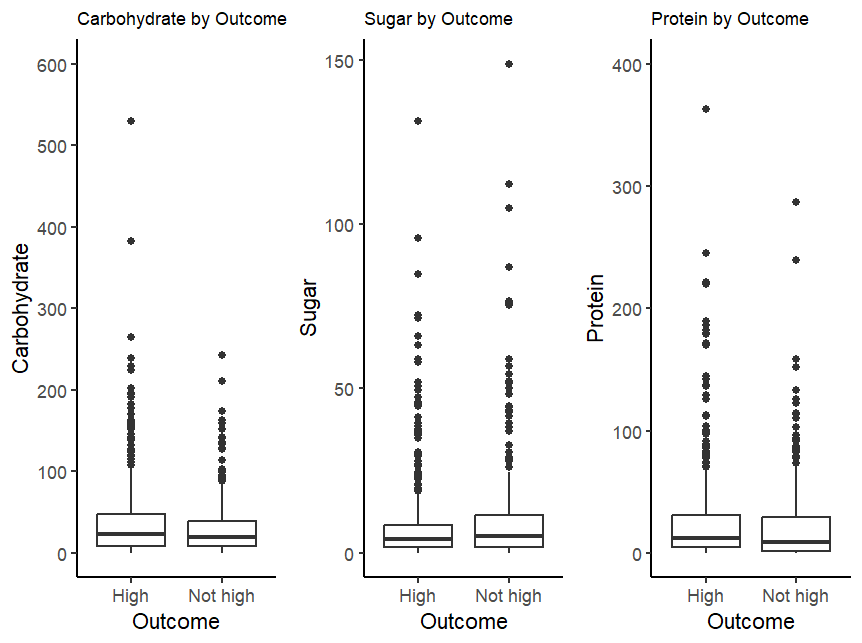 Carbohydrate by Outcome
600
500
400
300
200
100
0
Carbohydrate
High Not high
Outcome
Sugar by Outcome
150
100
50
0
Sugar
High Not high
Outcome
Protein by Outcome
400
300
200
100
0
Protein
High Not high
Outcome